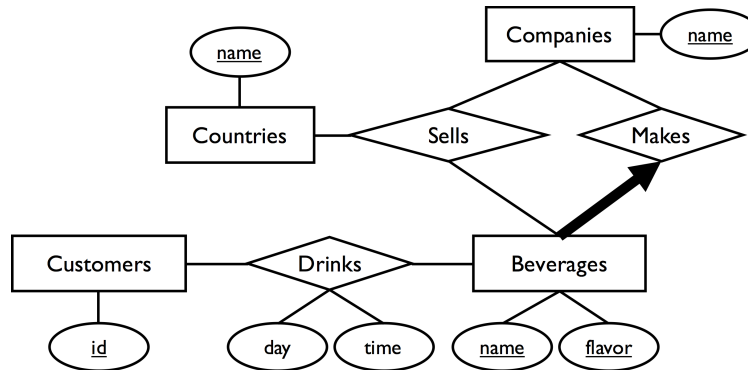 Companies
name
name
Countries
Sells
Makes
Customers
Drinks
Beverages
id
day
time
name
flavor